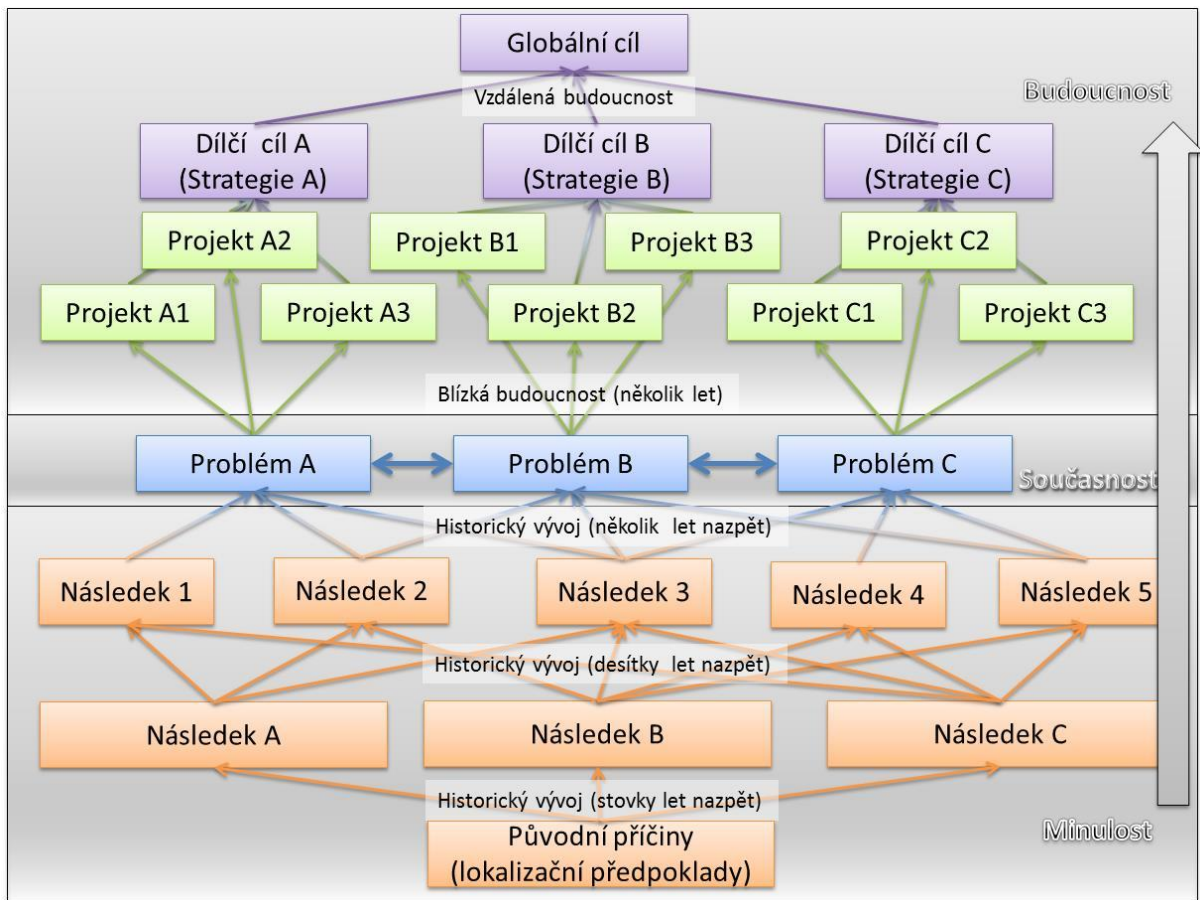 Globální cíl
Vzdálená budoucnost
Budoucnost
Dílčí cíl A
(Strategie A)
Dílčí cíl B
(Strategie B)
Dílčí cíl C
(Strategie C)
Projekt A2
Projekt B1
Projekt B3
Projekt C2
Projekt A1
Projekt A3
Projekt B2
Projekt C1
Projekt C3
Blízká budoucnost (několik let)
Problém A
Problém B
Problém C
Současnost
Historický vývoj (několik let nazpět)
Následek 1
Následek 2
Následek 3
Následek 4
Následek 5
Historický vývoj (desítky let nazpět)
Následek A
Následek B
Následek C
Historický vývoj (stovky let nazpět)
Minulost
Původní příčiny
(lokalizační předpoklady)